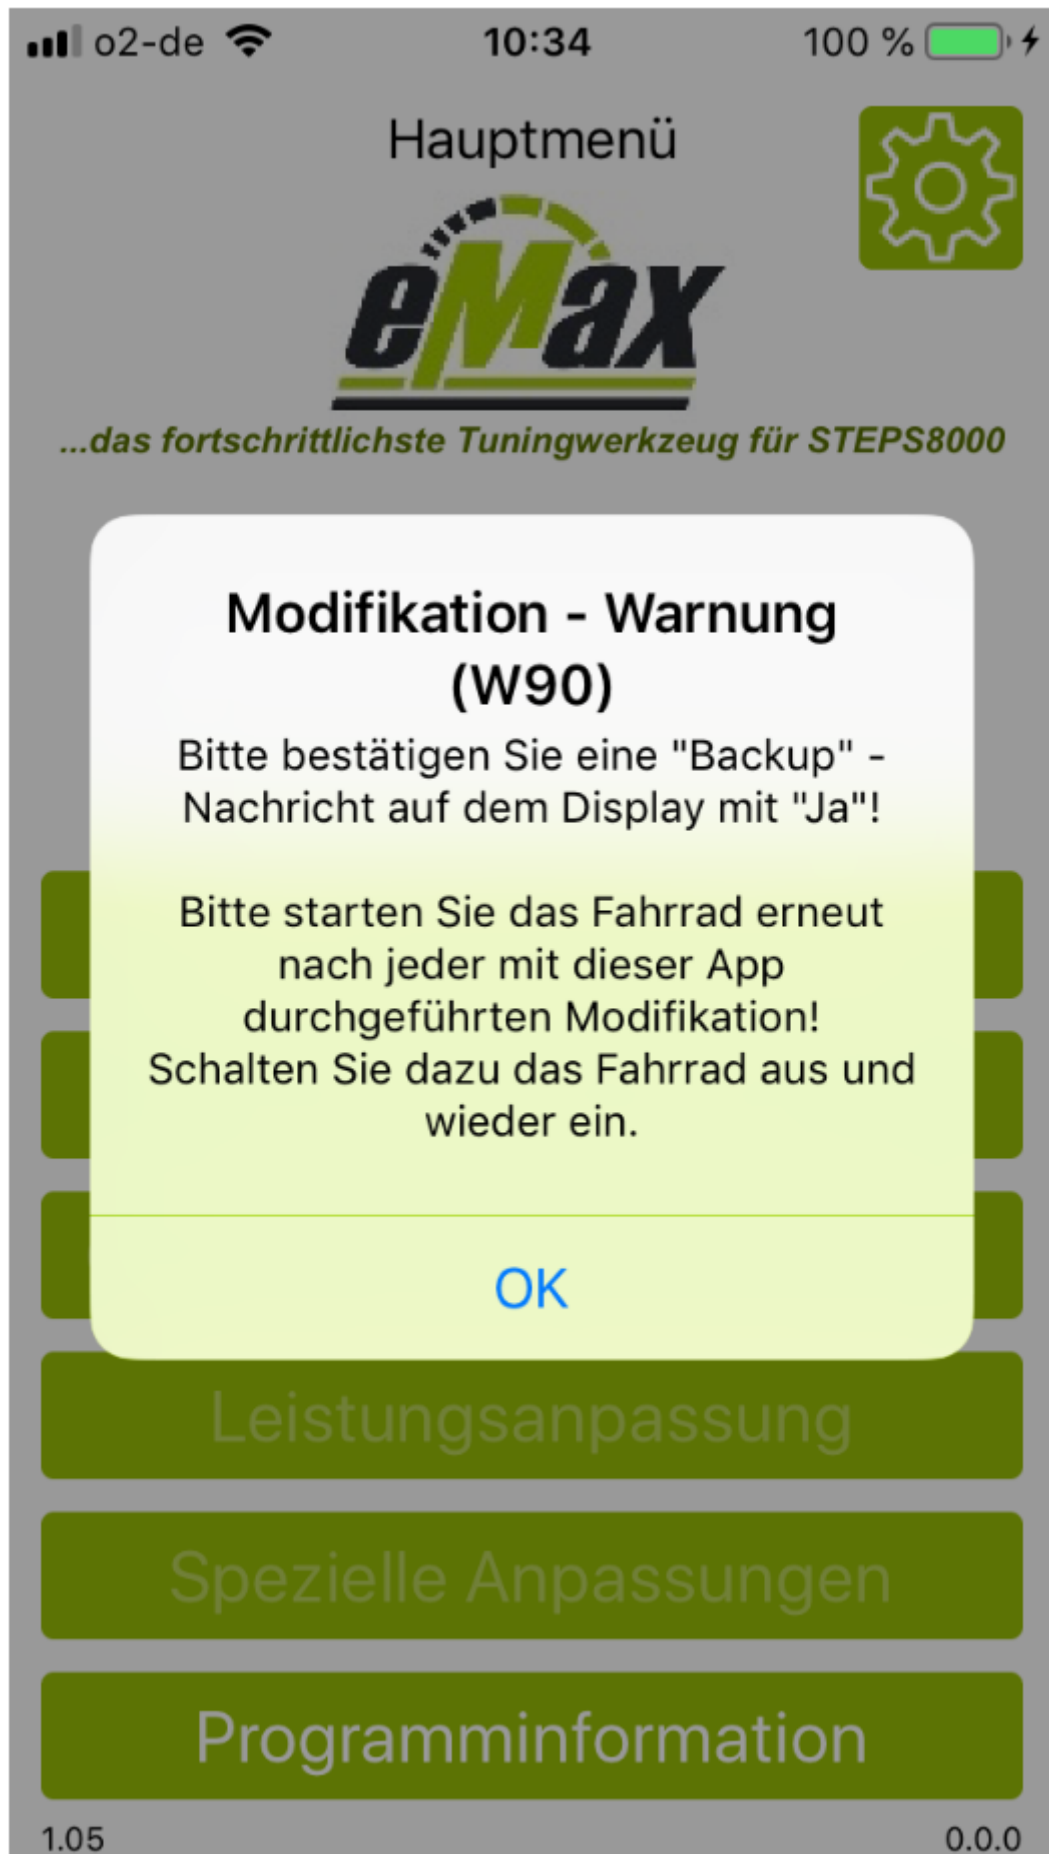 o2-de 10:34 100 %
Hauptmenü
eMax
...das fortschrittlichste Tuningwerkzeug für STEPS8000
Modifikation - Warnung
(W90)
Bitte bestätigen Sie eine "Backup" -
Nachricht auf dem Display mit "Ja"!
Bitte starten Sie das Fahrrad erneut
nach jeder mit dieser App
durchgeführten Modifikation!
Schalten Sie dazu das Fahrrad aus und
wieder ein.
OK
Leistungsanpassung
Spezielle Anpassungen
Programminformation
1.05 0.0.0